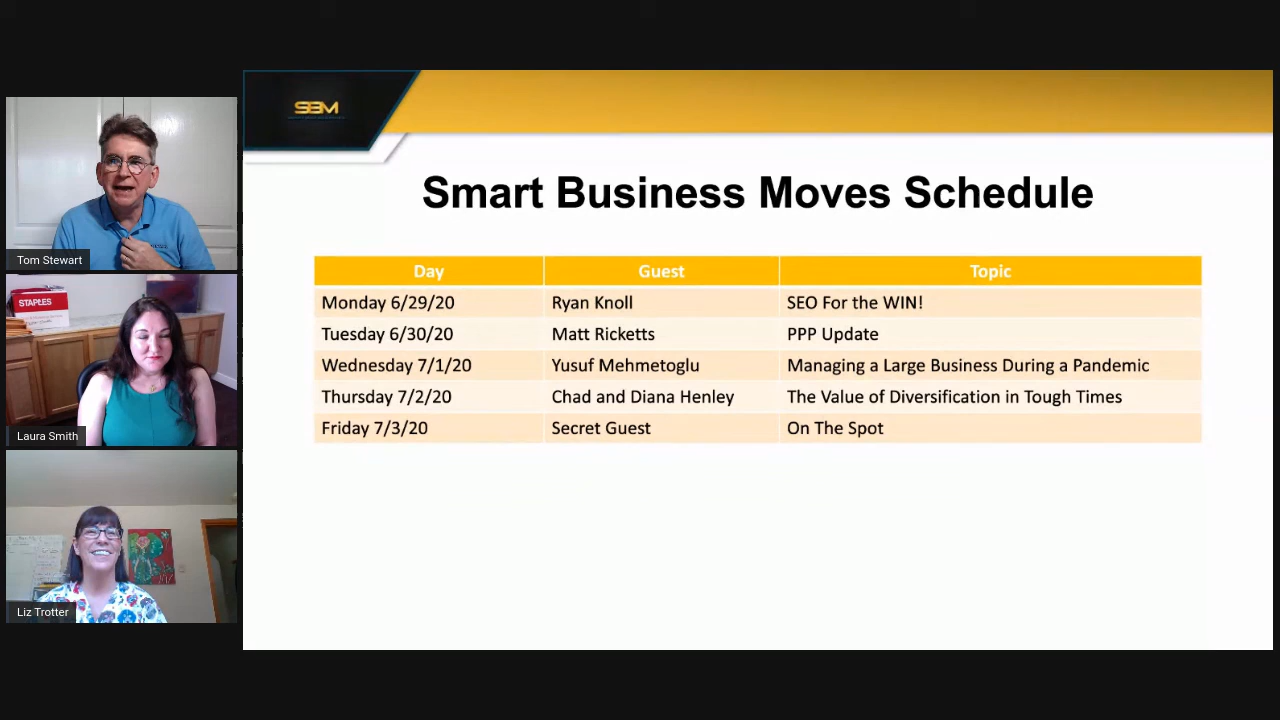 SBM
Smart Business Moves Schedule
Day Guest Topic
Monday 6/29/20 Ryan Knoll SEO For the WIN!
Tuesday 6/30/20 Matt Ricketts PPP Update
Wednesday 7/1/20 Yusuf Mehmetoglu Managing a Large Business During a Pandemic
Thursday 7/2/20 Chad and Diana Henley The Value of Diversification in Tough Times
Friday 7/3/20 Secret Guest On The Spot
Tom Stewart
STAPLES
Laura Smith
Liz Trotter